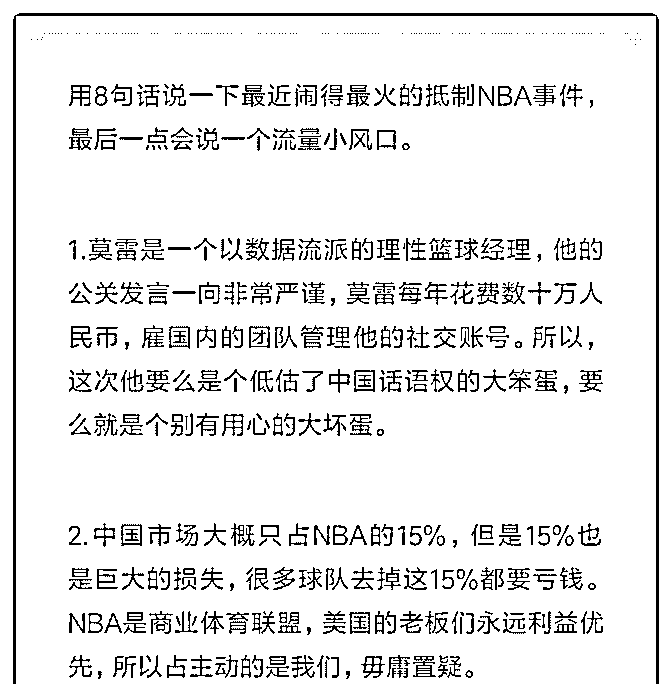 用8句话说一下最近闹得最火的抵制NBA事件，
最后一点会说一个流量小风口。
1.莫雷是一个以数据流派的理性篮球经理，他的
公关发言一向非常严谨，莫雷每年花费数十万人
民币，雇国内的团队管理他的社交账号。所以，
这次他要么是个低估了中国话语权的大笨蛋，要
么就是个别有用心的大坏蛋。
2.中国市场大概只占NBA的15%，但是15%也
是巨大的损失，很多球队去掉这15%都要亏钱。
NBA是商业体育联盟，美国的老板们永远利益优
先，所以占主动的是我们，毋庸置疑。